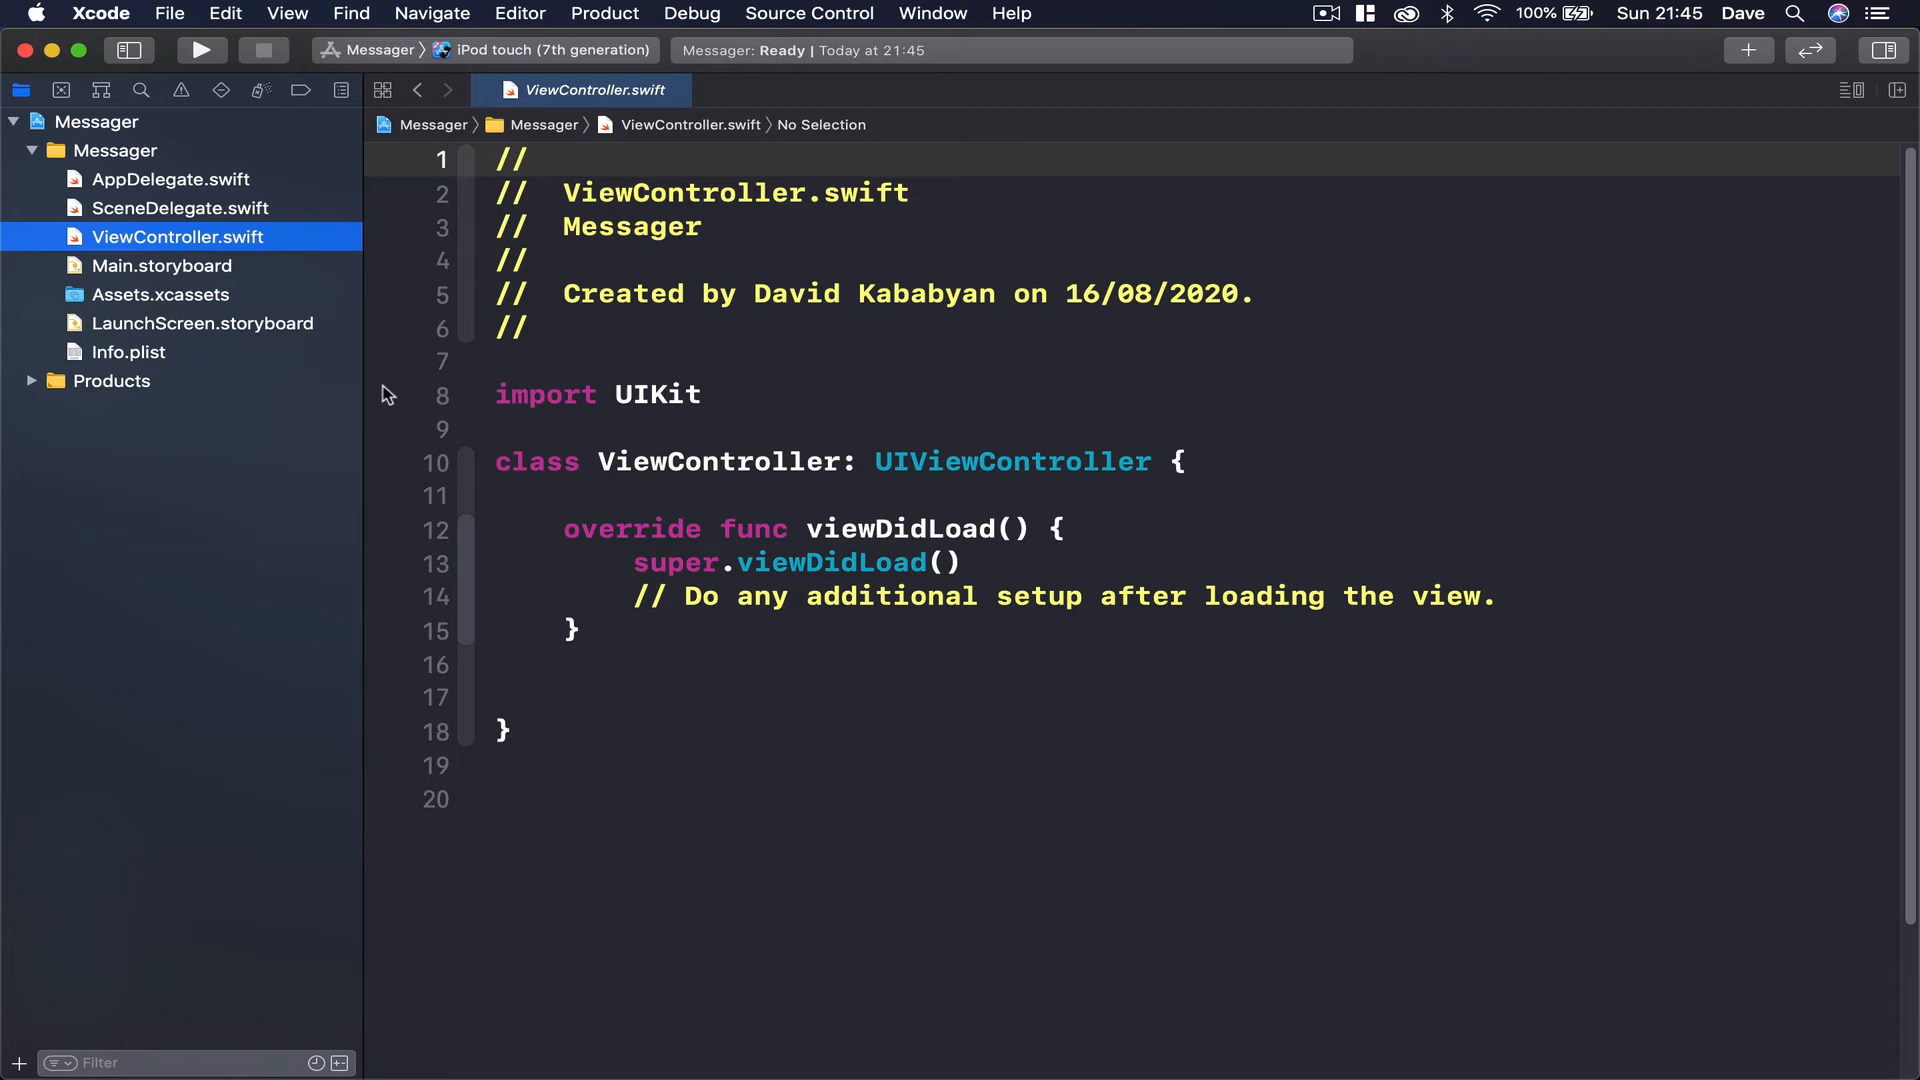 Xcode File Edit View Find Navigate Editor Product Debug Source Control Window Help 100% Sun 21:45 Dave
Messager 〉 iPod touch (7th generation) Messager: Ready | Today at 21:45
ViewController.swift
Messager 〉 Messager 〉 ViewController.swift 〉 No Selection
Messager
Messager
AppDelegate.swift
SceneDelegate.swift
ViewController.swift
Main.storyboard
Assets.xcassets
LaunchScreen.storyboard
Info.plist
Products
Filter
1 //
2 //  ViewController.swift
3 //  Messager
4 //
5 //  Created by David Kababyan on 16/08/2020.
6 //
7
8 import UIKit
9
10 class ViewController: UIViewController {
11
12     override func viewDidLoad() {
13         super.viewDidLoad()
14         // Do any additional setup after loading the view.
15     }
16
17
18 }
19
20